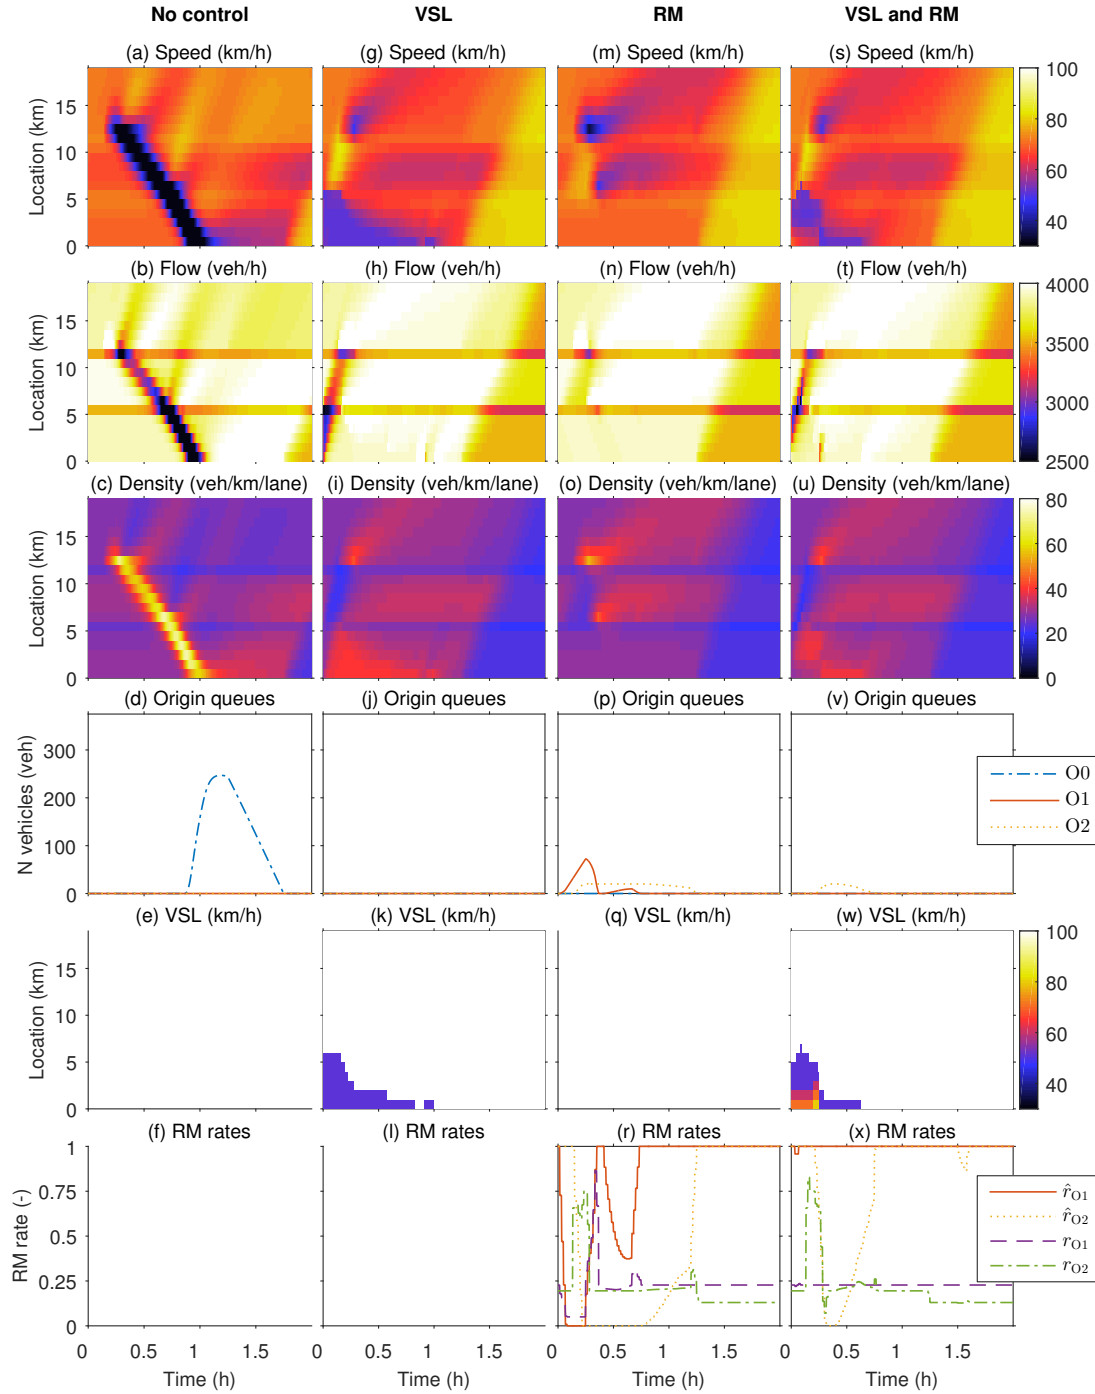 No control VSL RM VSL and RM
(a) Speed (km/h) (g) Speed (km/h) (m) Speed (km/h) (s) Speed (km/h)
Location (km)
15
10
5
0
100
80
60
40
(b) Flow (veh/h) (h) Flow (veh/h) (n) Flow (veh/h) (t) Flow (veh/h)
Location (km)
15
10
5
0
4000
3500
3000
2500
(c) Density (veh/km/lane) (i) Density (veh/km/lane) (o) Density (veh/km/lane) (u) Density (veh/km/lane)
Location (km)
15
10
5
0
80
60
40
20
0
(d) Origin queues (j) Origin queues (p) Origin queues (v) Origin queues
N vehicles (veh)
300
200
100
0
O0
O1
O2
(e) VSL (km/h) (k) VSL (km/h) (q) VSL (km/h) (w) VSL (km/h)
Location (km)
15
10
5
0
100
80
60
40
(f) RM rates (l) RM rates (r) RM rates (x) RM rates
RM rate (-)
1
0.75
0.5
0.25
0
r̂O1
r̂O2
rO1
rO2
0 0.5 1 1.5 0 0.5 1 1.5 0 0.5 1 1.5 0 0.5 1 1.5
Time (h) Time (h) Time (h) Time (h)